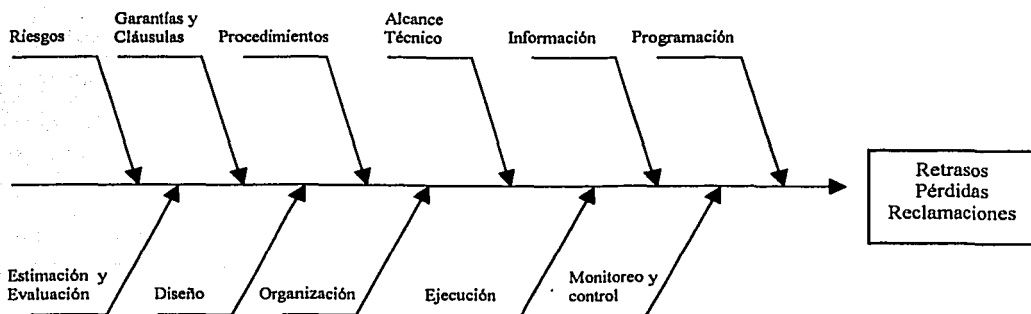 Riesgos
Garantías y
Cláusulas
Procedimientos
Alcance
Técnico
Información
Programación
Retrasos
Pérdidas
Reclamaciones
Estimación y
Evaluación
Diseño
Organización
Ejecución
Monitoreo y
control